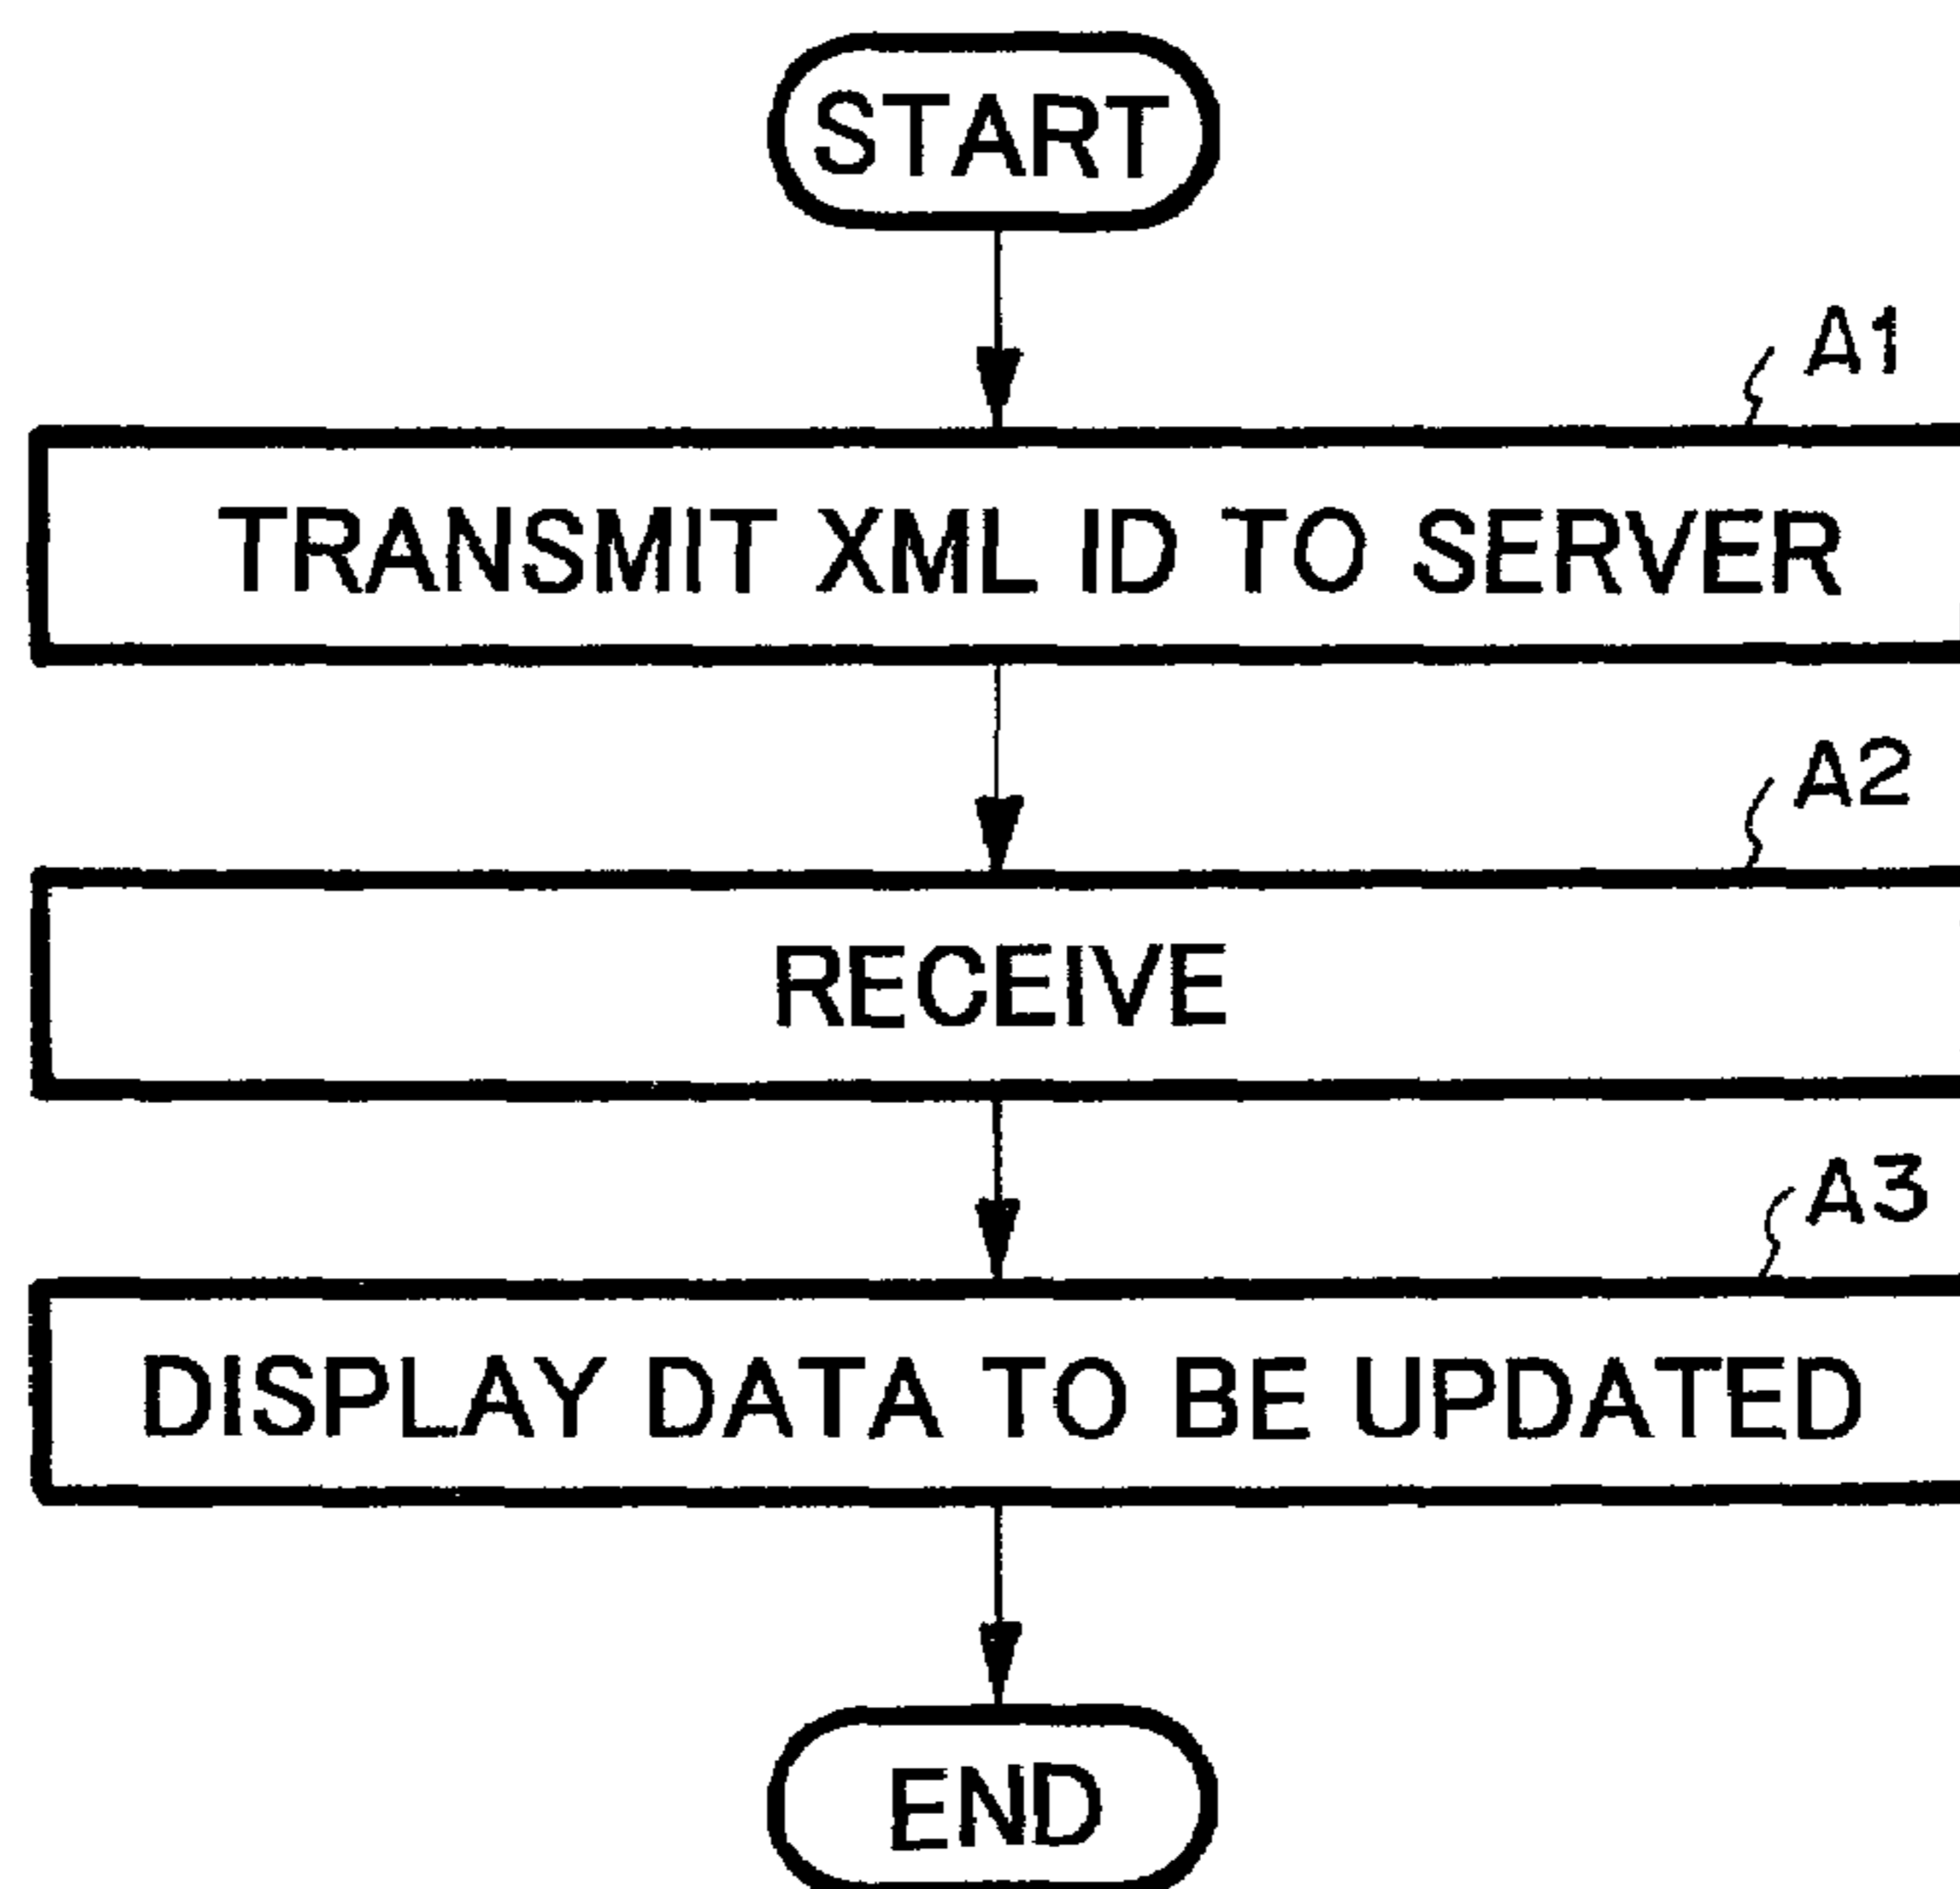 START
A1
TRANSMIT XML ID TO SERVER
A2
RECEIVE
A3
DISPLAY DATA TO BE UPDATED
END